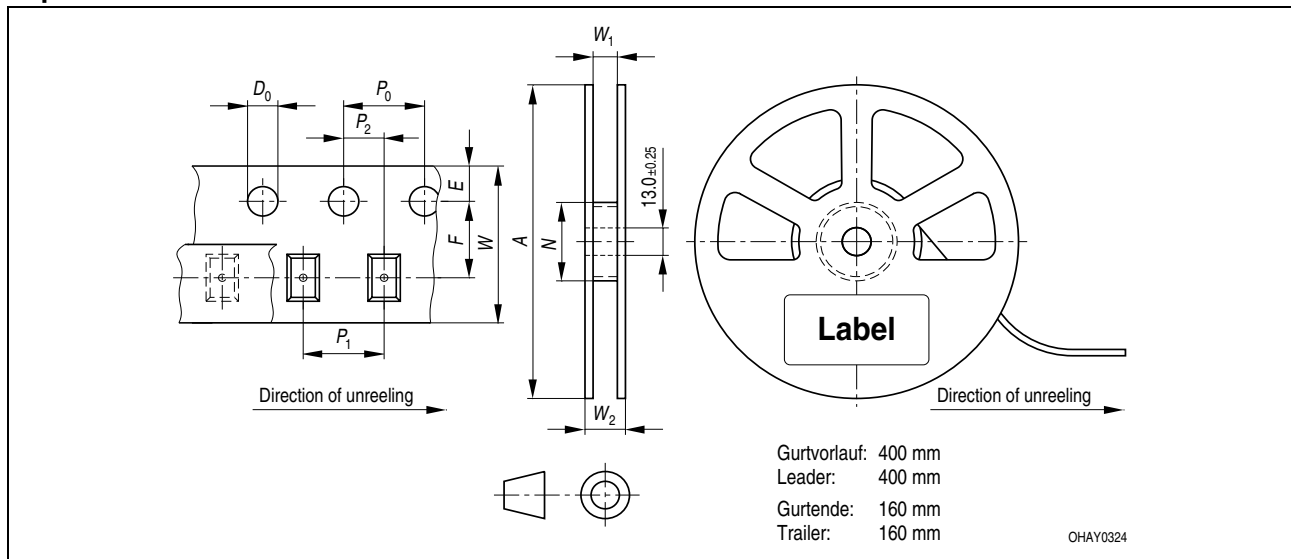 W1
D0
P0
P2
E
13.0±0.25
F
W
A
N
Label
P1
Direction of unreeling
W2
Direction of unreeling
Gurtvorlauf: 400 mm
Leader: 400 mm
Gurtende: 160 mm
Trailer: 160 mm
OHAY0324